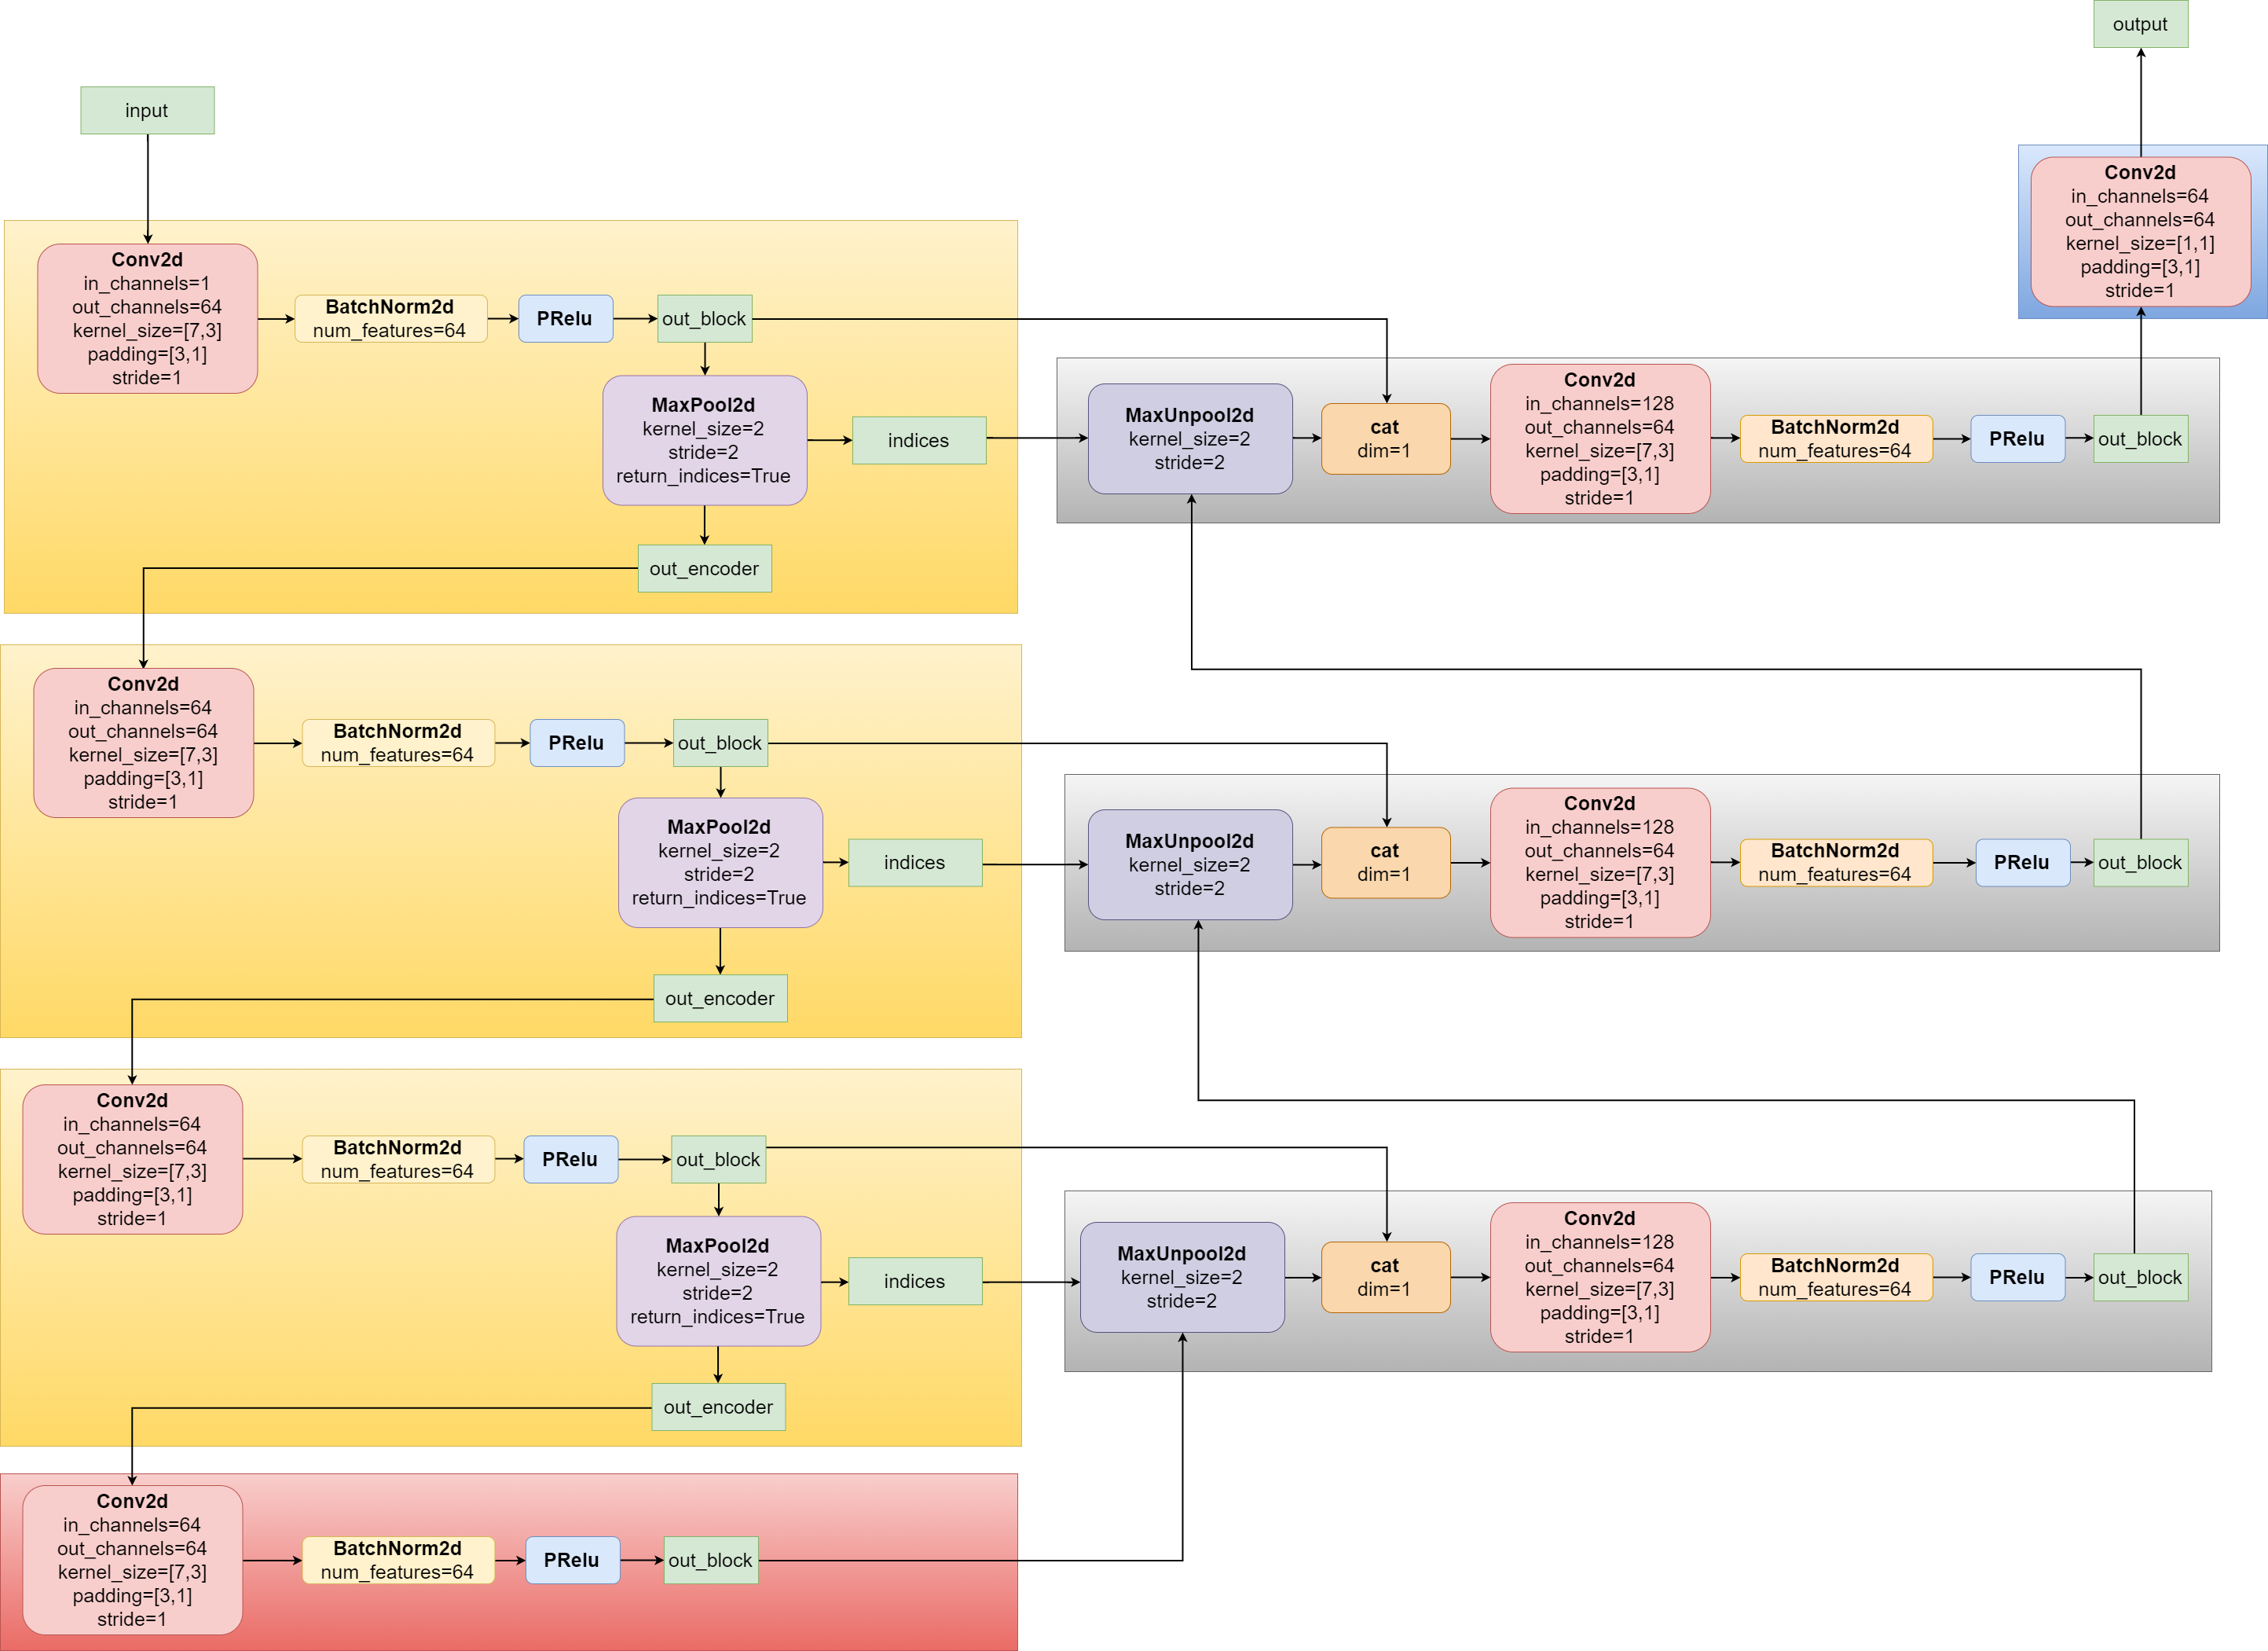 output
input
Conv2d
in_channels=64
out_channels=64
kernel_size=[1,1]
padding=[3,1]
stride=1
Conv2d
in_channels=1
out_channels=64
kernel_size=[7,3]
padding=[3,1]
stride=1
BatchNorm2d
num_features=64
PRelu
out_block
MaxPool2d
kernel_size=2
stride=2
return_indices=True
indices
out_encoder
MaxUnpool2d
kernel_size=2
stride=2
cat
dim=1
Conv2d
in_channels=128
out_channels=64
kernel_size=[7,3]
padding=[3,1]
stride=1
BatchNorm2d
num_features=64
PRelu
out_block
Conv2d
in_channels=64
out_channels=64
kernel_size=[7,3]
padding=[3,1]
stride=1
BatchNorm2d
num_features=64
PRelu
out_block
MaxPool2d
kernel_size=2
stride=2
return_indices=True
indices
out_encoder
MaxUnpool2d
kernel_size=2
stride=2
cat
dim=1
Conv2d
in_channels=128
out_channels=64
kernel_size=[7,3]
padding=[3,1]
stride=1
BatchNorm2d
num_features=64
PRelu
out_block
Conv2d
in_channels=64
out_channels=64
kernel_size=[7,3]
padding=[3,1]
stride=1
BatchNorm2d
num_features=64
PRelu
out_block
MaxPool2d
kernel_size=2
stride=2
return_indices=True
indices
out_encoder
MaxUnpool2d
kernel_size=2
stride=2
cat
dim=1
Conv2d
in_channels=128
out_channels=64
kernel_size=[7,3]
padding=[3,1]
stride=1
BatchNorm2d
num_features=64
PRelu
out_block
Conv2d
in_channels=64
out_channels=64
kernel_size=[7,3]
padding=[3,1]
stride=1
BatchNorm2d
num_features=64
PRelu
out_block